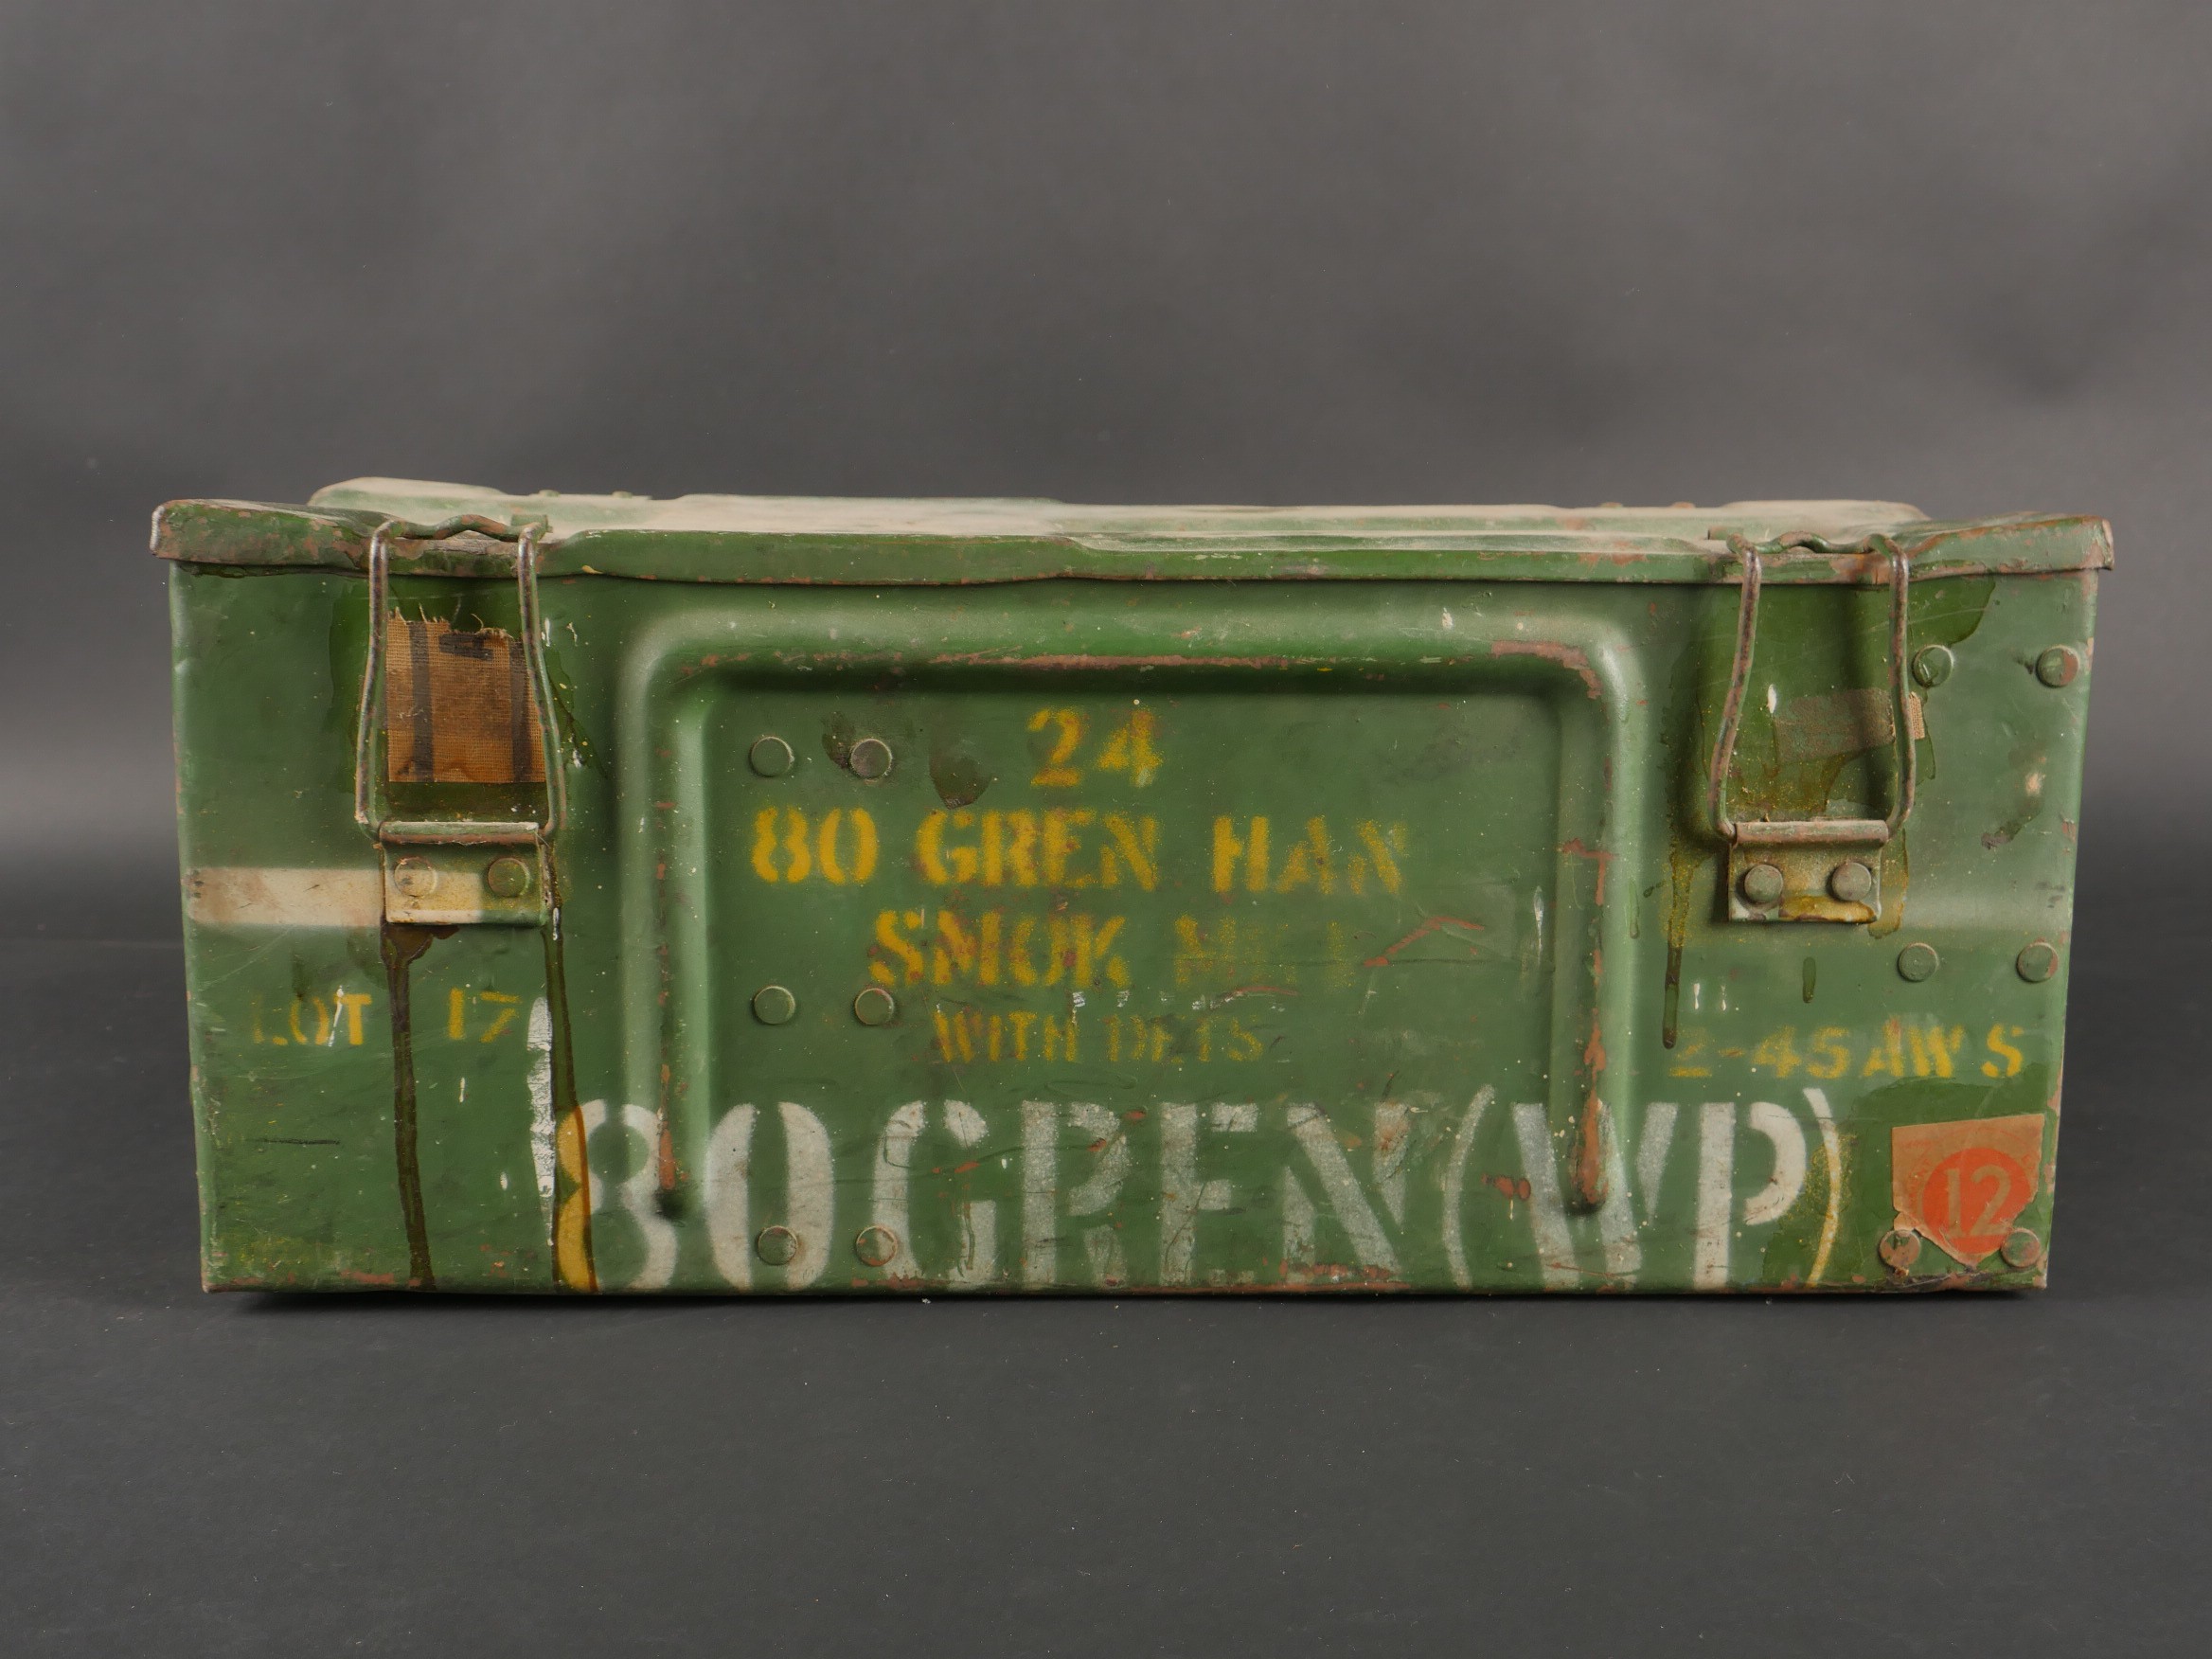 24
80 GREN HAN
SMOK
WITH DETS
LOT 17
2-45 AWS
80 GREN (WP)
12